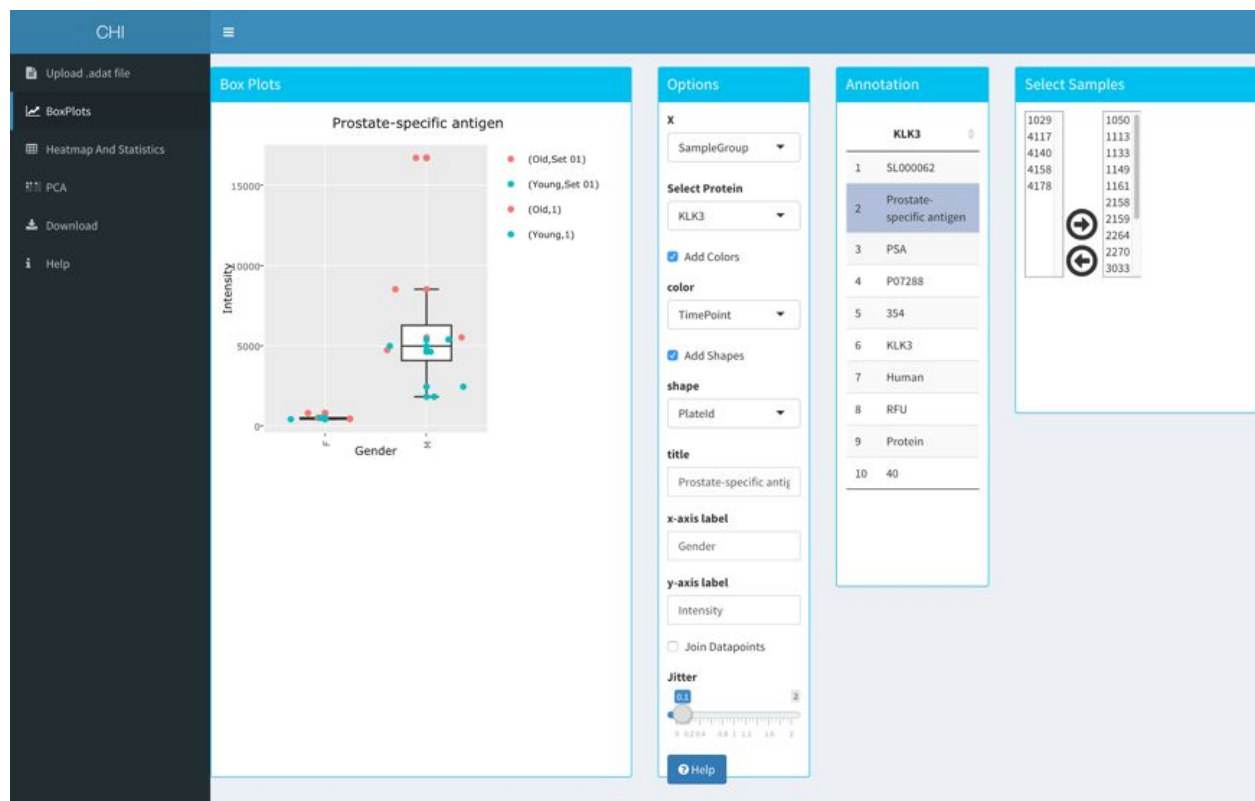 CHI
Upload .adat file
BoxPlots
Heatmap And Statistics
PCA
Download
Help
Box Plots
Prostate-specific antigen
15000
10000
5000
0
Intensity
F
M
Gender
(Old,Set 01)
(Young,Set 01)
(Old,1)
(Young,1)
Options
X
SampleGroup
Select Protein
KLK3
Add Colors
color
TimePoint
Add Shapes
shape
PlateId
title
Prostate-specific antig
x-axis label
Gender
y-axis label
Intensity
Join Datapoints
Jitter
0.1
2
Help
Annotation
KLK3
1 SL000062
2 Prostate-
specific antigen
3 PSA
4 P07288
5 354
6 KLK3
7 Human
8 RFU
9 Protein
10 40
Select Samples
1029
4117
4140
4158
4178
1050
1113
1133
1149
1161
2158
2159
2264
2270
3033